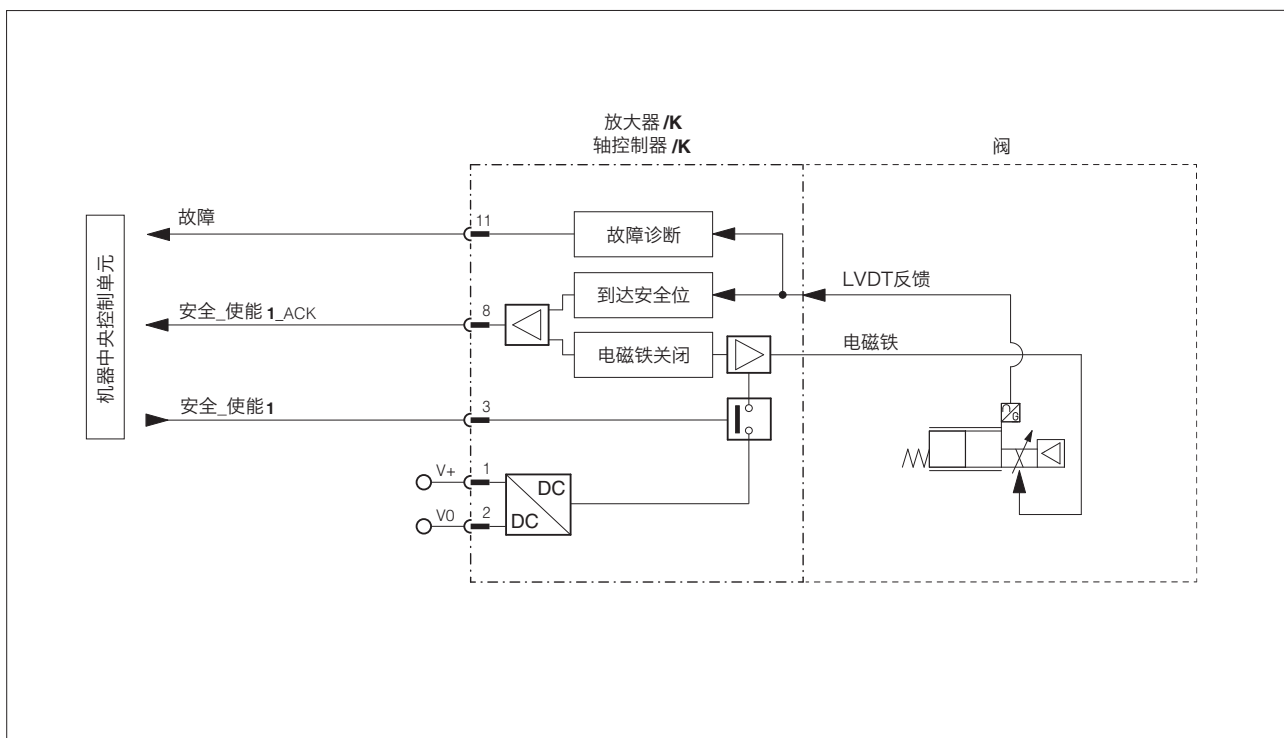 放大器 /K
轴控制器 /K
阀
机器中央控制单元
故障
11
故障诊断
LVDT反馈
到达安全位
安全_使能 1_ACK
8
电磁铁关闭
电磁铁
安全_使能 1
3
G
V+
1
DC
DC
V0
2